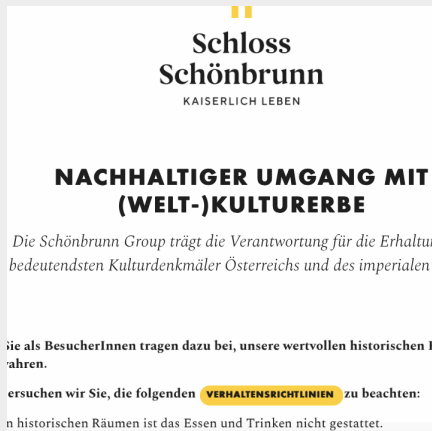 Schloss
Schönbrunn
KAISERLICH LEBEN
NACHHALTIGER UMGANG MIT
(WELT-)KULTURERBE
Die Schönbrunn Group trägt die Verantwortung für die
bedeutendsten Kulturdenkmäler Österreichs und des imperialen
Sie als BesucherInnen tragen dazu bei, unsere wertvollen historischen
ersuchen wir Sie, die folgenden VERHALTENSRICHTLINIEN zu beachten:
historischen Räumen ist das Essen und Trinken nicht gestattet.